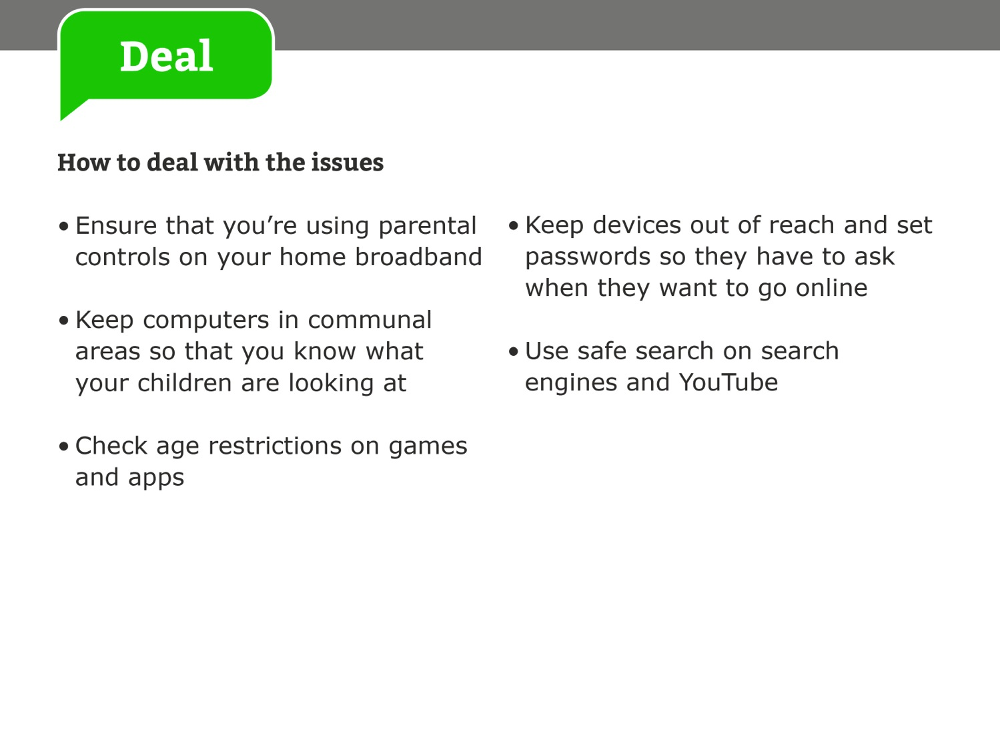 Deal
How to deal with the issues
• Ensure that you’re using parental
controls on your home broadband
• Keep computers in communal
areas so that you know what
your children are looking at
• Check age restrictions on games
and apps
• Keep devices out of reach and set
passwords so they have to ask
when they want to go online
• Use safe search on search
engines and YouTube